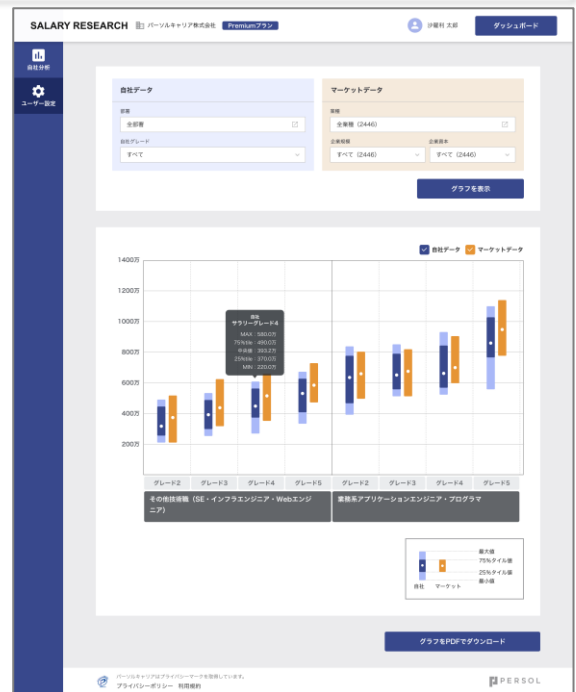 SALARY RESEARCH パーソルキャリア株式会社 Premiumプラン 沙羅利 太郎 ダッシュボード
自社分析
ユーザー設定
自社データ
部署
全部署
自社グレード
すべて
マーケットデータ
業種
全業種（2446）
企業規模 企業資本
すべて（2446） すべて（2446）
グラフを表示
自社データ マーケットデータ
1400万
1200万
1000万
800万
600万
400万
200万
自社
サラリーグレード4
MAX：580.0万
75%tile：490.0万
中央値：393.2万
25%tile：370.0万
MIN：220.0万
グレード2 グレード3 グレード4 グレード5 グレード2 グレード3 グレード4 グレード5
その他技術職（SE・インフラエンジニア・Webエンジ
ニア）
業務系アプリケーションエンジニア・プログラマ
最大値
75%タイル値
25%タイル値
最小値
自社 マーケット
グラフをPDFでダウンロード
パーソルキャリアはプライバシーマークを取得しています。
プライバシーポリシー 利用規約
PERSOL